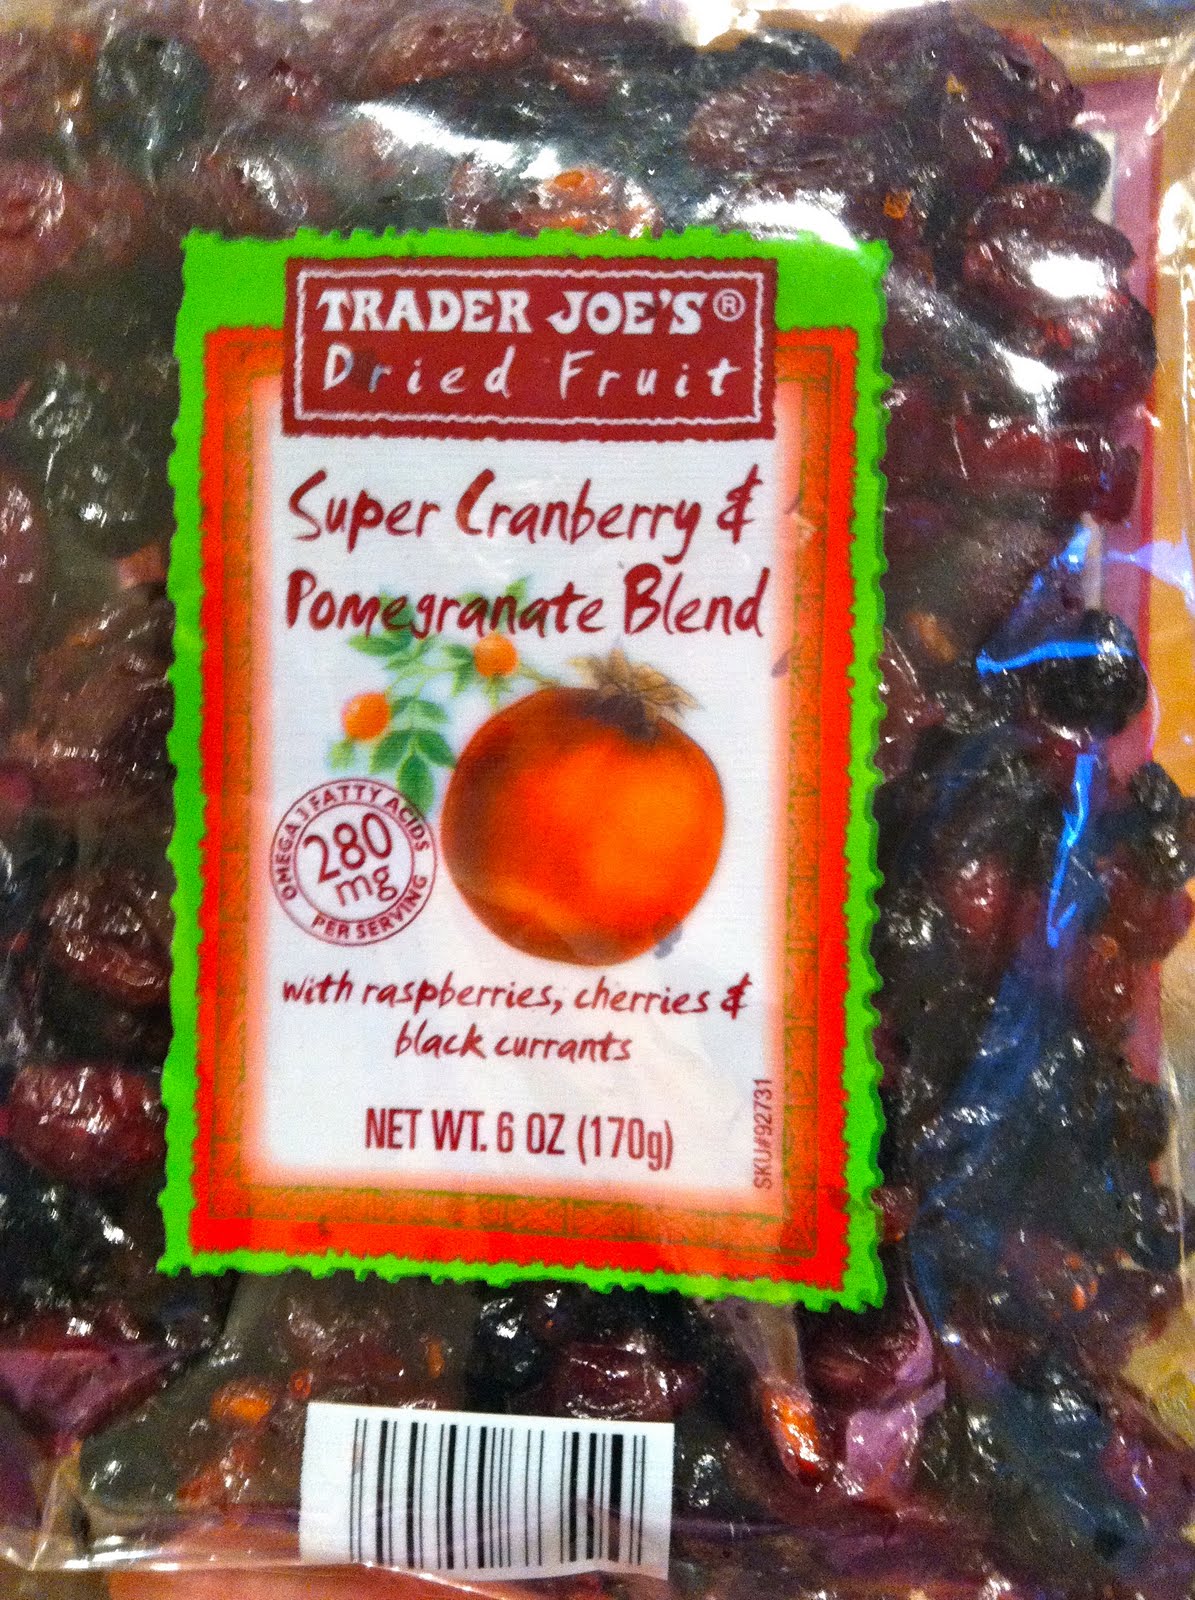 TRADER JOE'S®
Dried Fruit
Super Cranberry &
Pomegranate Blend
OMEGA 3 FATTY ACIDS
280
mg
PER SERVING
with raspberries, cherries &
black currants
NET WT. 6 OZ (170g)
SKU#92731